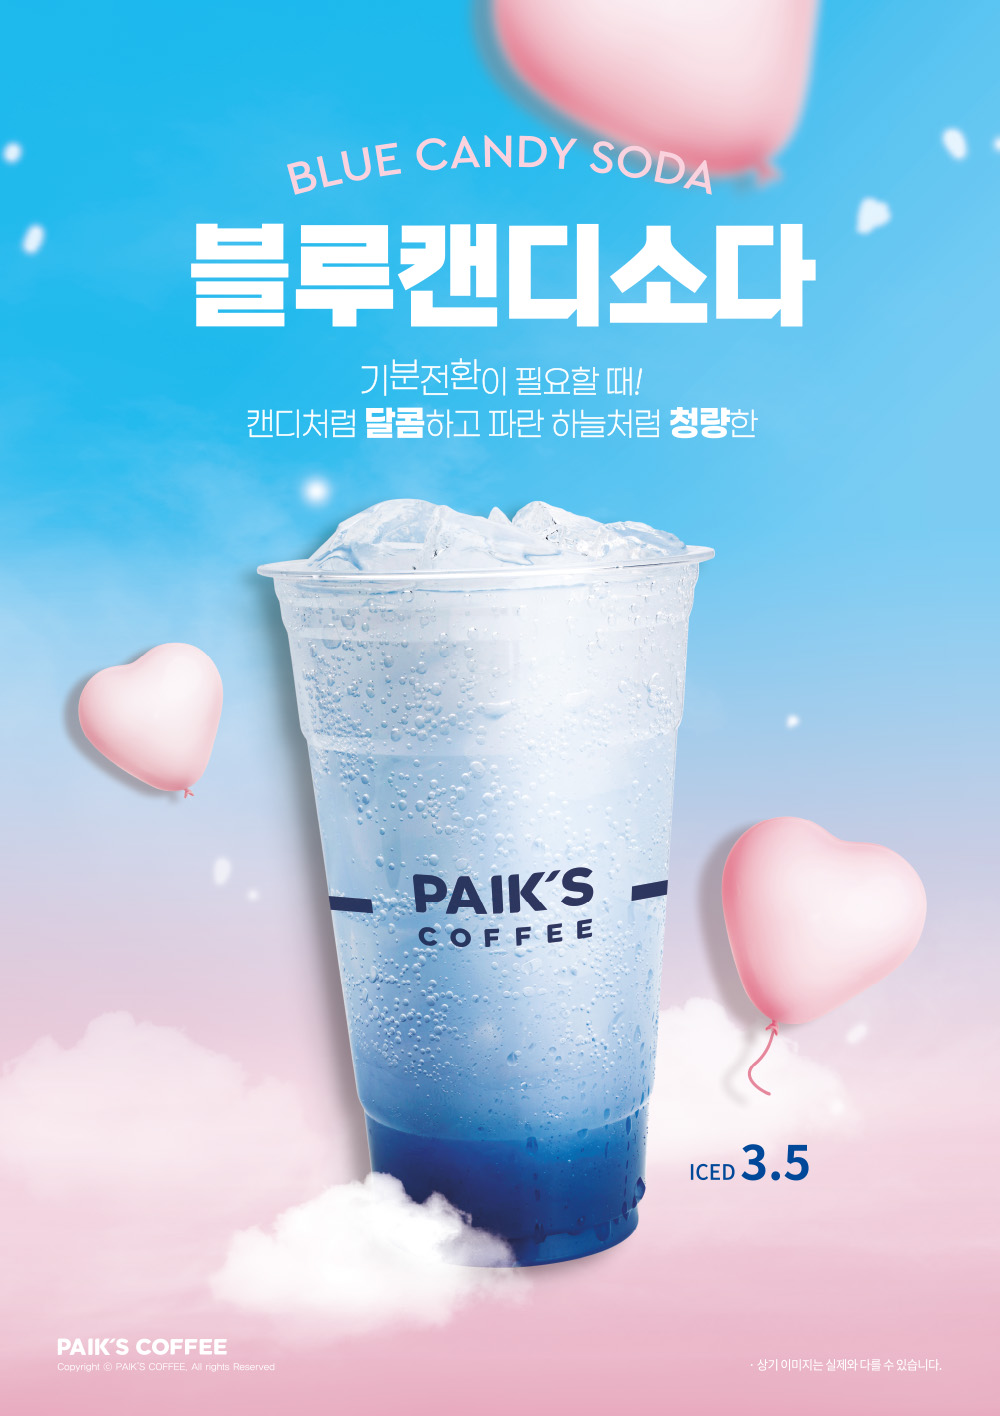 BLUE CANDY SODA
블루캔디소다
기분전환이 필요할 때!
캔디처럼 달콤하고 파란 하늘처럼 청량한
PAIK'S
COFFEE
ICED 3.5
PAIK'S COFFEE
Copyright ⓒ PAIK'S COFFEE. All rights Reserved
· 상기 이미지는 실제와 다를 수 있습니다.